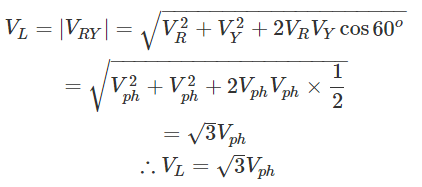 V_L = |V_{RY}| = \sqrt{V_R^2 + V_Y^2 + 2V_R V_Y \cos 60^o}
= \sqrt{V_{ph}^2 + V_{ph}^2 + 2V_{ph} V_{ph} \times \frac{1}{2}}
= \sqrt{3}V_{ph}
∴ V_L = \sqrt{3}V_{ph}